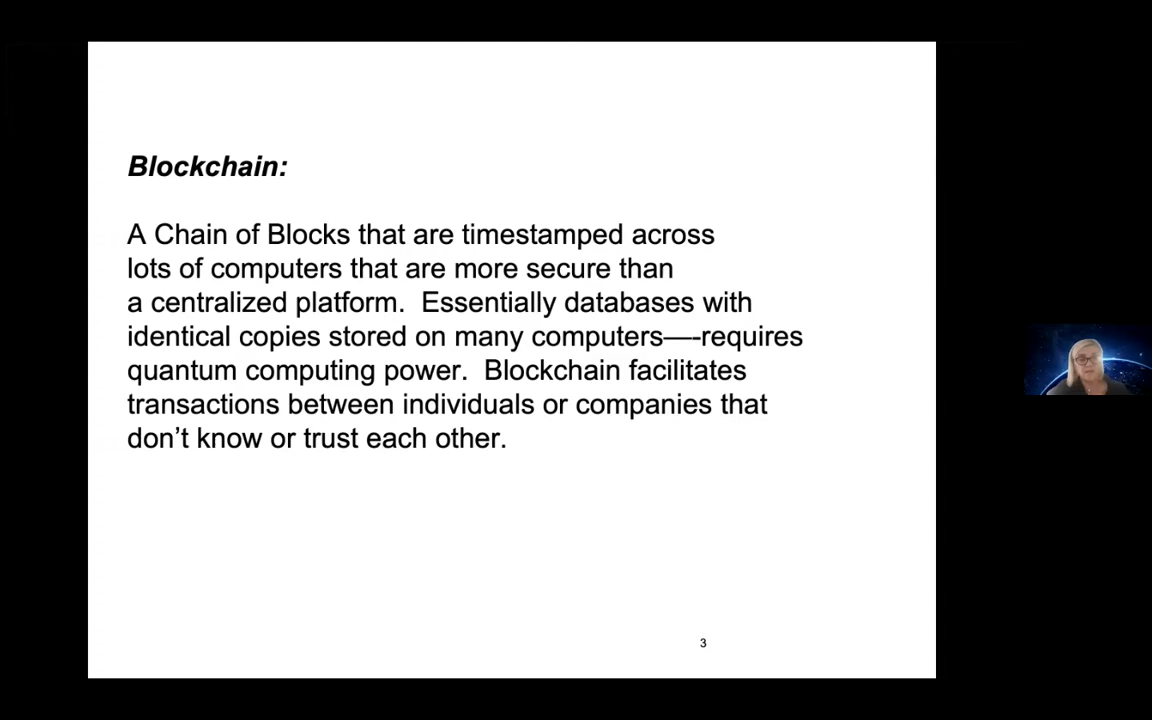 Blockchain:
A Chain of Blocks that are timestamped across
lots of computers that are more secure than
a centralized platform.  Essentially databases with
identical copies stored on many computers—-requires
quantum computing power.  Blockchain facilitates
transactions between individuals or companies that
don’t know or trust each other.
3